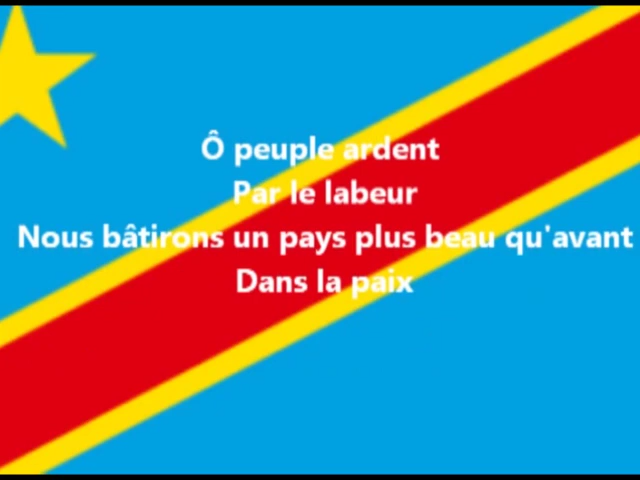 Ô peuple ardent
Par le labeur
Nous bâtirons un pays plus beau qu'avant
Dans la paix